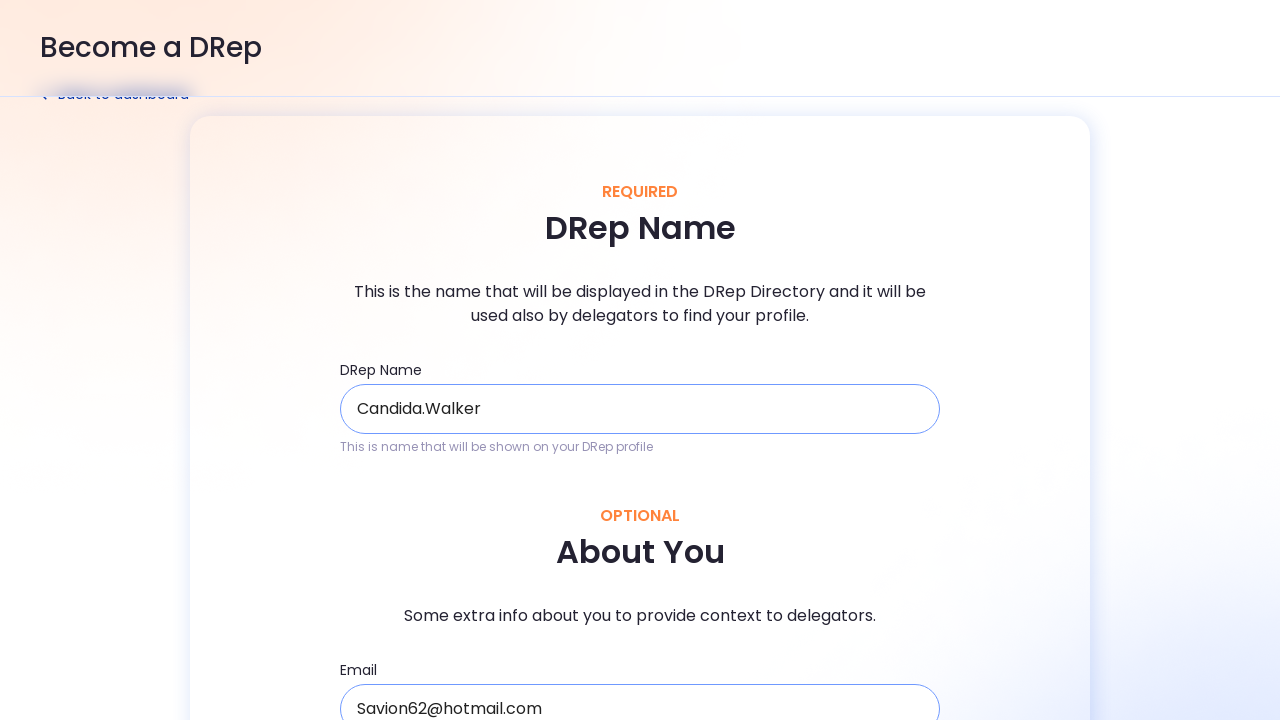 Become a DRep
Back to dashboard
REQUIRED
DRep Name
This is the name that will be displayed in the DRep Directory and it will be
used also by delegators to find your profile.
DRep Name
Candida.Walker
This is name that will be shown on your DRep profile
OPTIONAL
About You
Some extra info about you to provide context to delegators.
Email
Savion62@hotmail.com